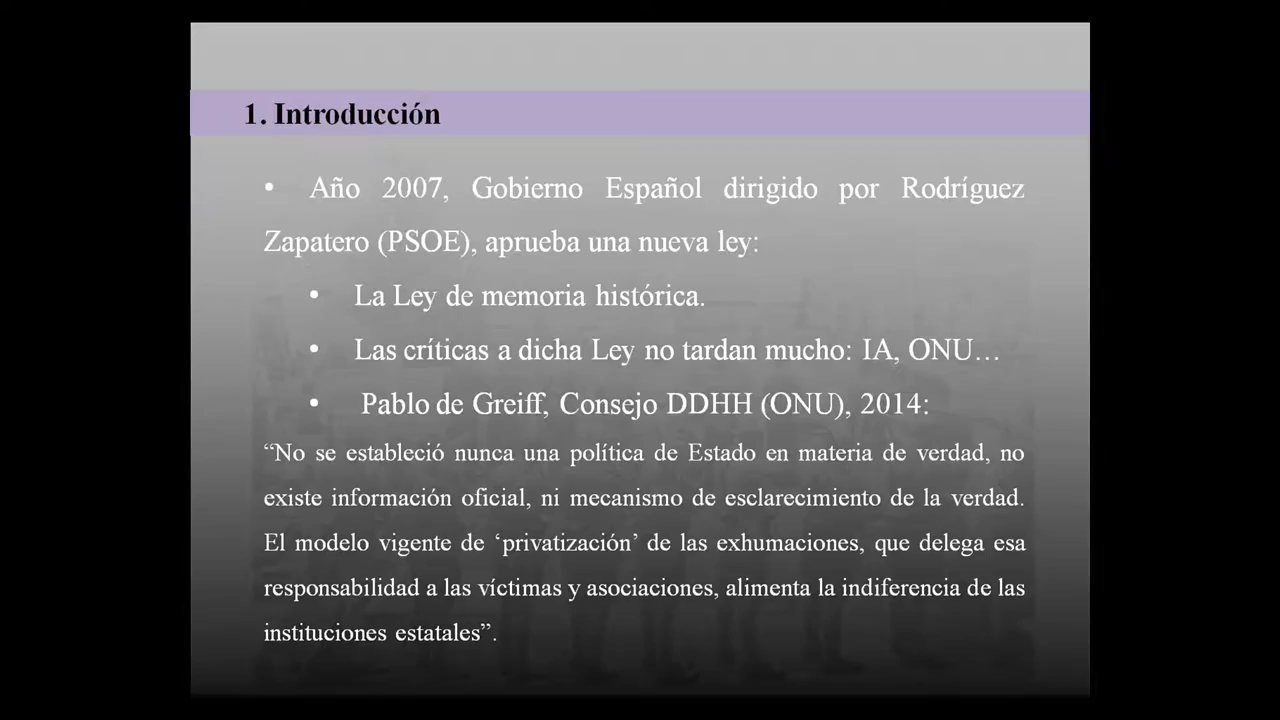 1. Introducción
• Año 2007, Gobierno Español dirigido por Rodríguez
Zapatero (PSOE), aprueba una nueva ley:
• La Ley de memoria histórica.
• Las críticas a dicha Ley no tardan mucho: IA, ONU…
• Pablo de Greiff, Consejo DDHH (ONU), 2014:
“No se estableció nunca una política de Estado en materia de verdad, no
existe información oficial, ni mecanismo de esclarecimiento de la verdad.
El modelo vigente de ‘privatización’ de las exhumaciones, que delega esa
responsabilidad a las víctimas y asociaciones, alimenta la indiferencia de las
instituciones estatales”.